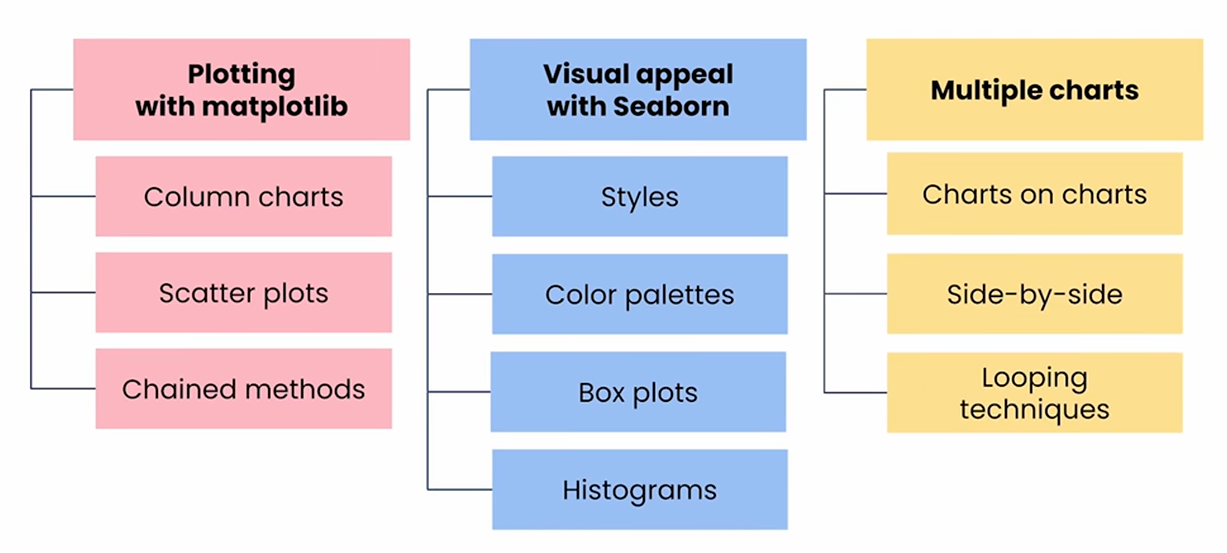 Plotting
with matplotlib
Column charts
Scatter plots
Chained methods
Visual appeal
with Seaborn
Styles
Color palettes
Box plots
Histograms
Multiple charts
Charts on charts
Side-by-side
Looping
techniques